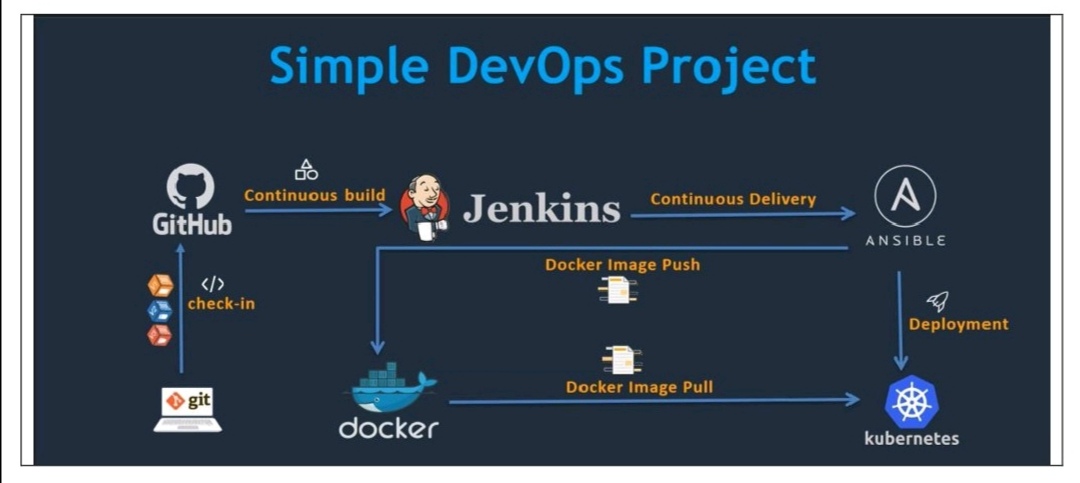 Simple DevOps Project
GitHub
Continuous build
Jenkins
Continuous Delivery
ANSIBLE
Docker Image Push
</>
check-in
Deployment
Docker Image Pull
git
docker
kubernetes